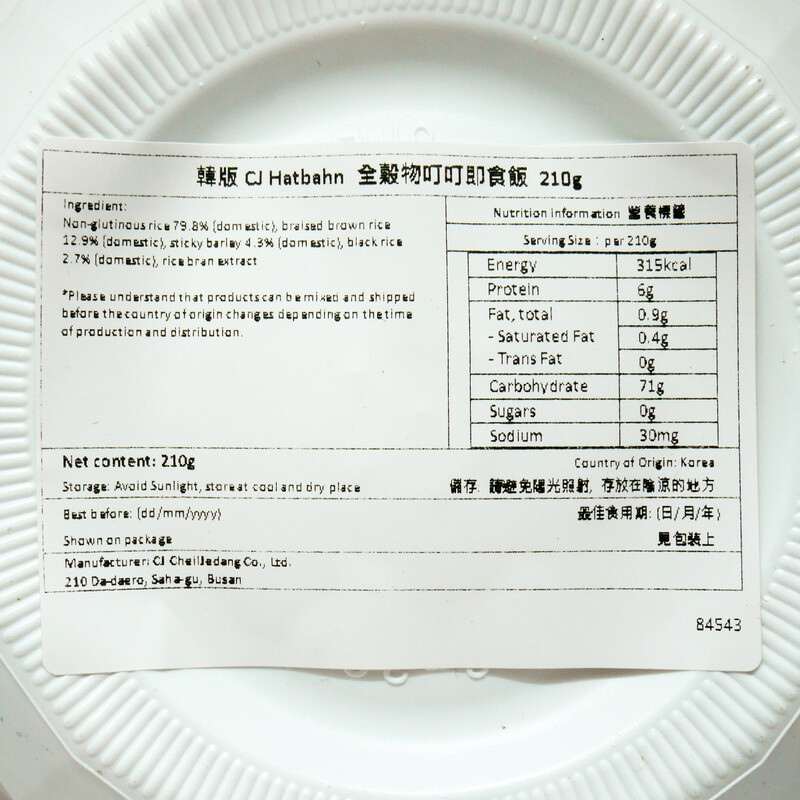 韓版 CJ Hatbahn 全穀物叮叮即食飯 210g
Ingredient:
Non-glutinous rice 79.8% (domestic), braised brown rice
12.9% (domestic), sticky barley 4.3% (domestic), black rice
2.7% (domestic), rice bran extract
*Please understand that products can be mixed and shipped
before the country of origin changes depending on the time
of production and distribution.
Nutrition Information 營養標籤
Serving Size : per 210g
Energy 315kcal
Protein 6g
Fat, total 0.9g
- Saturated Fat 0.4g
- Trans Fat 0g
Carbohydrate 71g
Sugars 0g
Sodium 30mg
Net content: 210g
Country of Origin: Korea
Storage: Avoid Sunlight, store at cool and dry place
儲存: 請避免陽光照射, 存放在陰涼的地方
Best before: (dd/mm/yyyy)
最佳食用期: (日/月/年)
Shown on package
見包裝上
Manufacturer: CJ CheilJedang Co., Ltd.
210 Da-daero, Saha-gu, Busan
84543